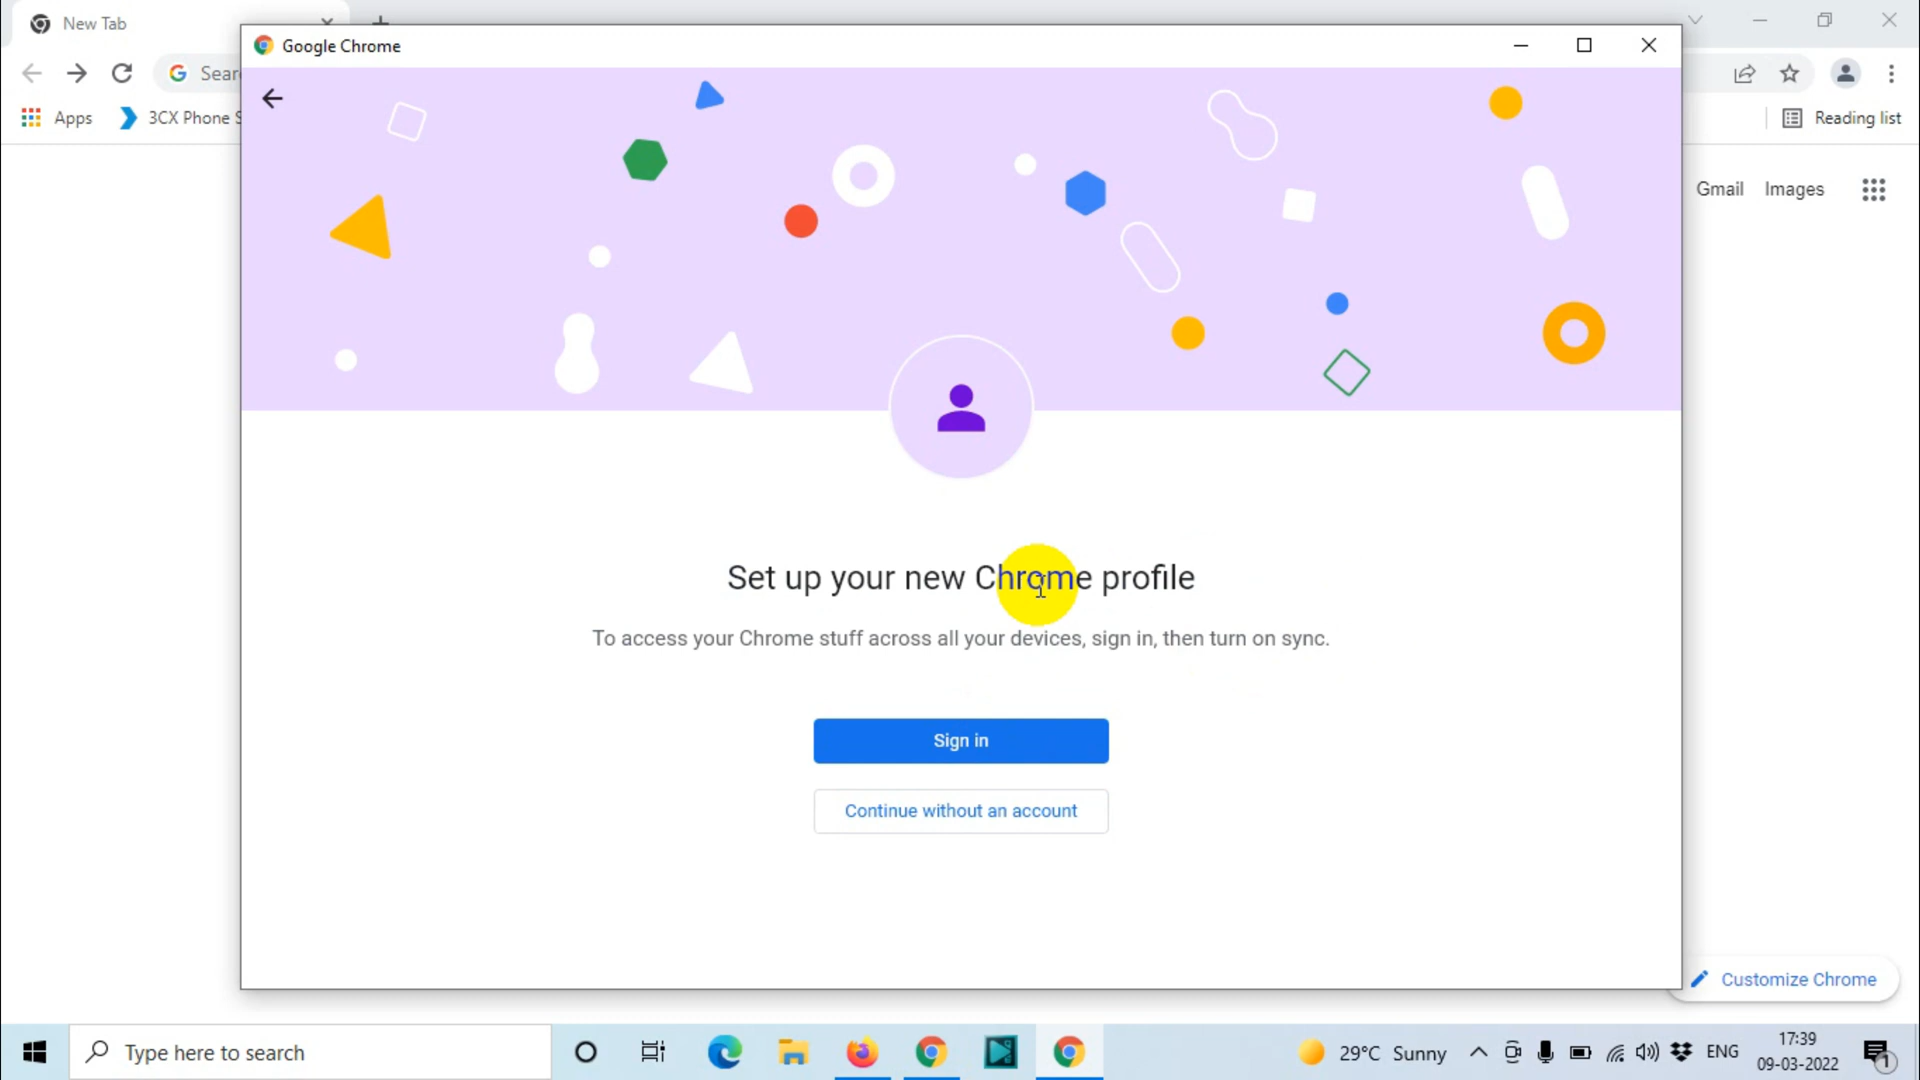 New Tab
Google Chrome
Sear
Apps
3CX Phone S
Reading list
Gmail
Images
Set up your new Chrome profile
To access your Chrome stuff across all your devices, sign in, then turn on sync.
Sign in
Continue without an account
Customize Chrome
Type here to search
29°C Sunny
ENG
17:39
09-03-2022
1